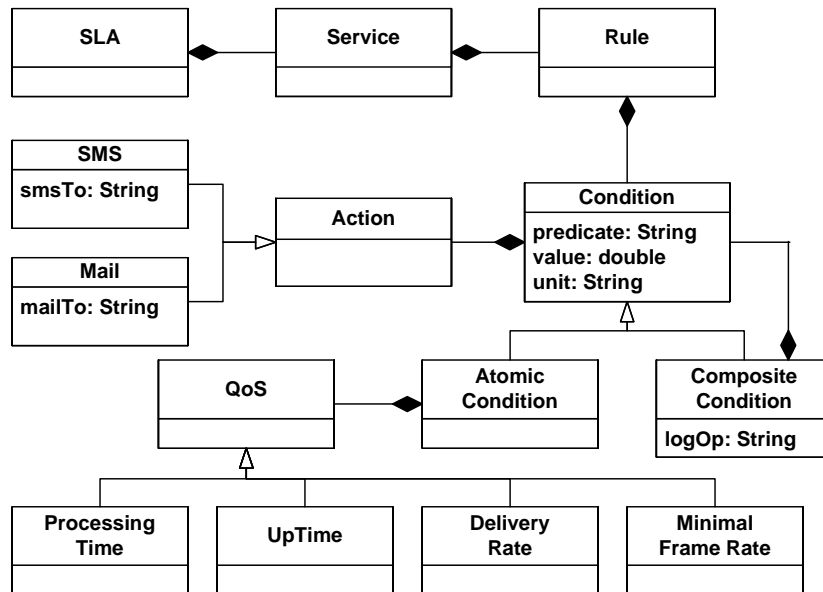 SLA
Service
Rule
SMS
smsTo: String
Action
Condition
predicate: String
value: double
unit: String
Mail
mailTo: String
QoS
Atomic
Condition
Composite
Condition
logOp: String
Processing
Time
UpTime
Delivery
Rate
Minimal
Frame Rate